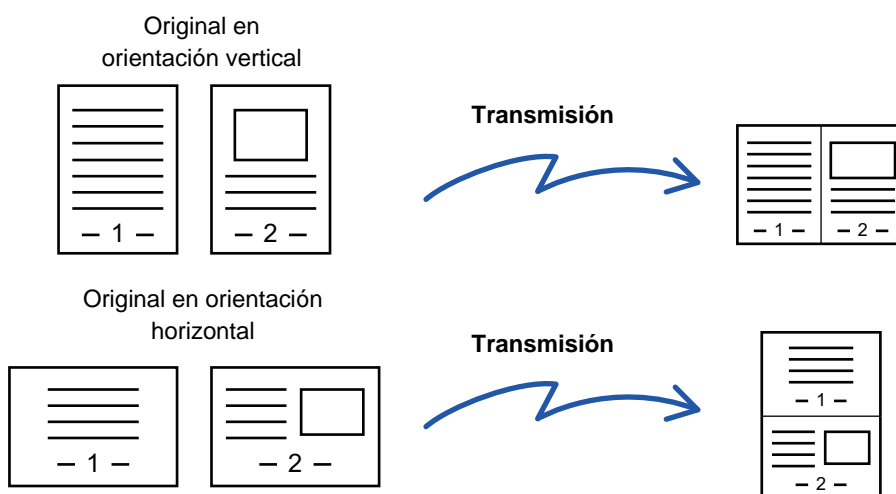 Original en
orientación vertical
Transmisión
– 1 –
– 2 –
– 1 –
– 2 –
Original en orientación
horizontal
Transmisión
– 1 –
– 2 –
– 1 –
– 2 –